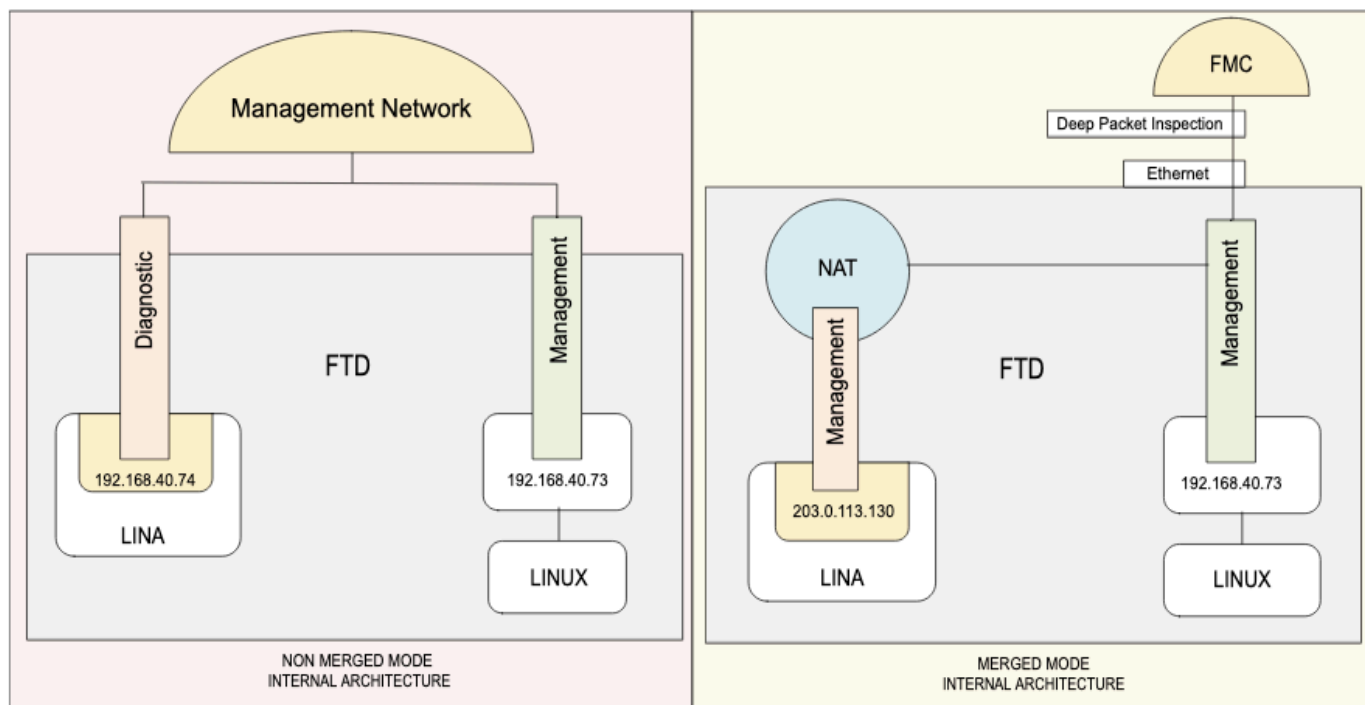 Management Network
Diagnostic
Management
FTD
192.168.40.74
LINA
192.168.40.73
LINUX
NON MERGED MODE
INTERNAL ARCHITECTURE
FMC
Deep Packet Inspection
Ethernet
NAT
Management
Management
FTD
203.0.113.130
LINA
192.168.40.73
LINUX
MERGED MODE
INTERNAL ARCHITECTURE